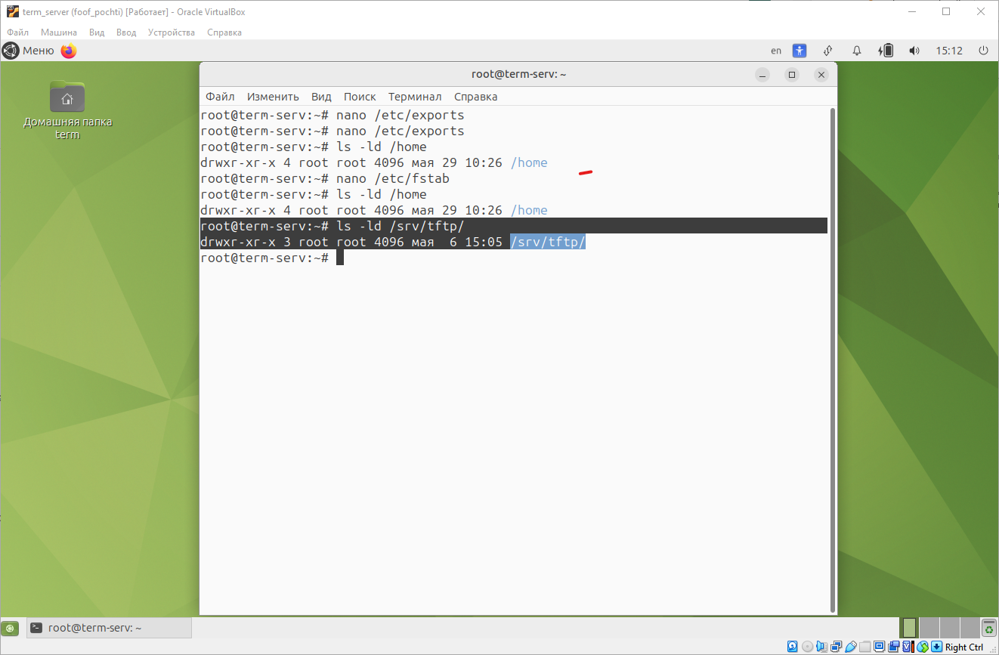 term_server (foof_pochti) [Работает] - Oracle VirtualBox
Файл Машина Вид Ввод Устройства Справка
Меню en 15:12
Домашняя папка
term
root@term-serv: ~
Файл Изменить Вид Поиск Терминал Справка
root@term-serv:~# nano /etc/exports
root@term-serv:~# nano /etc/exports
root@term-serv:~# ls -ld /home
drwxr-xr-x 4 root root 4096 мая 29 10:26 /home
root@term-serv:~# nano /etc/fstab
root@term-serv:~# ls -ld /home
drwxr-xr-x 4 root root 4096 мая 29 10:26 /home
root@term-serv:~# ls -ld /srv/tftp/
drwxr-xr-x 3 root root 4096 мая  6 15:05 /srv/tftp/
root@term-serv:~#
root@term-serv: ~
Right Ctrl